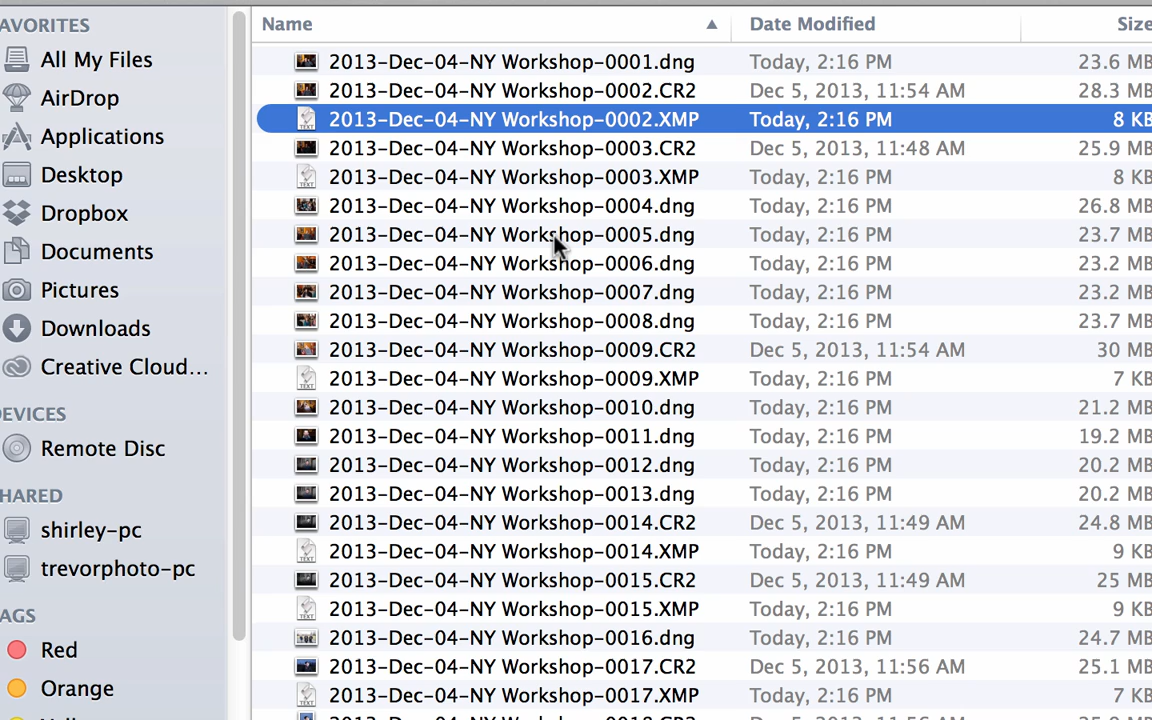 AVORITES
All My Files
AirDrop
Applications
Desktop
Dropbox
Documents
Pictures
Downloads
Creative Cloud...
EVICES
Remote Disc
HARED
shirley-pc
trevorphoto-pc
AGS
Red
Orange
Name Date Modified Size
2013-Dec-04-NY Workshop-0001.dng Today, 2:16 PM 23.6 MB
2013-Dec-04-NY Workshop-0002.CR2 Dec 5, 2013, 11:54 AM 28.3 MB
2013-Dec-04-NY Workshop-0002.XMP Today, 2:16 PM 8 KB
2013-Dec-04-NY Workshop-0003.CR2 Dec 5, 2013, 11:48 AM 25.9 MB
2013-Dec-04-NY Workshop-0003.XMP Today, 2:16 PM 8 KB
2013-Dec-04-NY Workshop-0004.dng Today, 2:16 PM 26.8 MB
2013-Dec-04-NY Workshop-0005.dng Today, 2:16 PM 23.7 MB
2013-Dec-04-NY Workshop-0006.dng Today, 2:16 PM 23.2 MB
2013-Dec-04-NY Workshop-0007.dng Today, 2:16 PM 23.2 MB
2013-Dec-04-NY Workshop-0008.dng Today, 2:16 PM 23.7 MB
2013-Dec-04-NY Workshop-0009.CR2 Dec 5, 2013, 11:54 AM 30 MB
2013-Dec-04-NY Workshop-0009.XMP Today, 2:16 PM 7 KB
2013-Dec-04-NY Workshop-0010.dng Today, 2:16 PM 21.2 MB
2013-Dec-04-NY Workshop-0011.dng Today, 2:16 PM 19.2 MB
2013-Dec-04-NY Workshop-0012.dng Today, 2:16 PM 20.2 MB
2013-Dec-04-NY Workshop-0013.dng Today, 2:16 PM 20.2 MB
2013-Dec-04-NY Workshop-0014.CR2 Dec 5, 2013, 11:49 AM 24.8 MB
2013-Dec-04-NY Workshop-0014.XMP Today, 2:16 PM 9 KB
2013-Dec-04-NY Workshop-0015.CR2 Dec 5, 2013, 11:49 AM 25 MB
2013-Dec-04-NY Workshop-0015.XMP Today, 2:16 PM 9 KB
2013-Dec-04-NY Workshop-0016.dng Today, 2:16 PM 24.7 MB
2013-Dec-04-NY Workshop-0017.CR2 Dec 5, 2013, 11:56 AM 25.1 MB
2013-Dec-04-NY Workshop-0017.XMP Today, 2:16 PM 7 KB